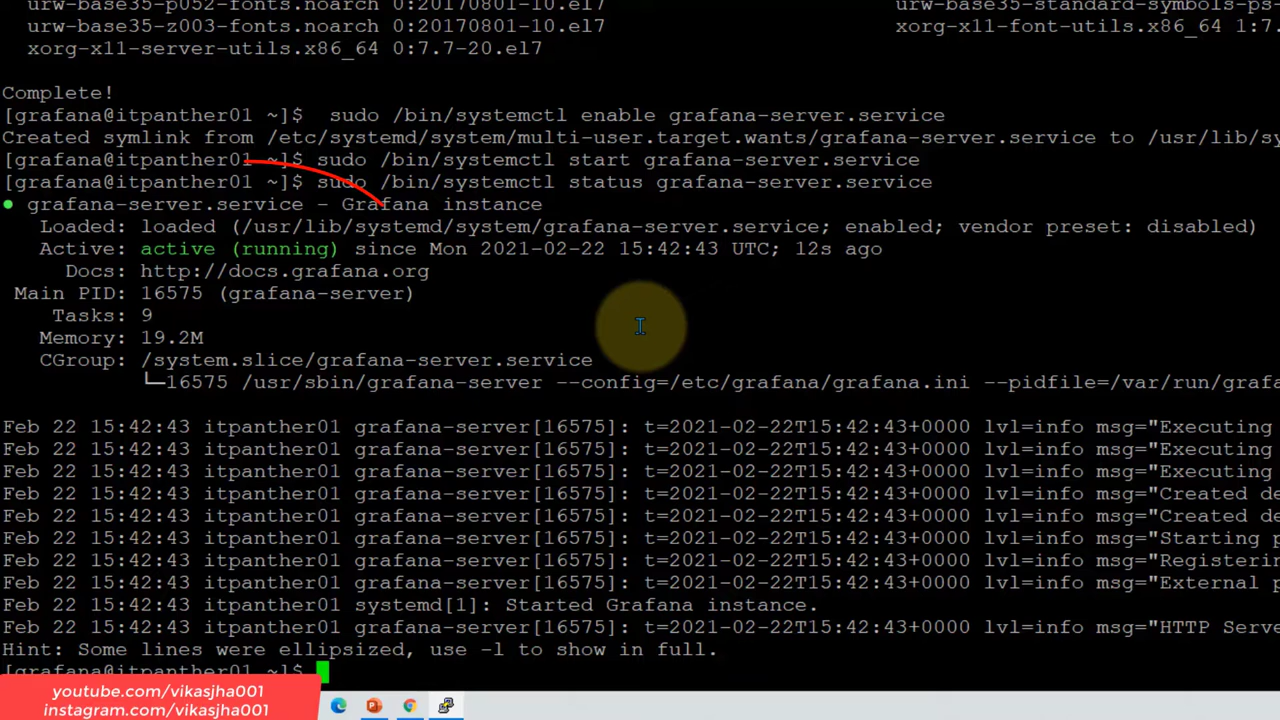 urw-base35-p052-fonts.noarch 0:20170801-10.el7 urw-base35-standard-symbols-ps-
urw-base35-z003-fonts.noarch 0:20170801-10.el7 xorg-x11-font-utils.x86_64 1:7.
xorg-x11-server-utils.x86_64 0:7.7-20.el7
Complete!
[grafana@itpanther01 ~]$  sudo /bin/systemctl enable grafana-server.service
Created symlink from /etc/systemd/system/multi-user.target.wants/grafana-server.service to /usr/lib/sy
[grafana@itpanther01 ~]$ sudo /bin/systemctl start grafana-server.service
[grafana@itpanther01 ~]$ sudo /bin/systemctl status grafana-server.service
● grafana-server.service - Grafana instance
Loaded: loaded (/usr/lib/systemd/system/grafana-server.service; enabled; vendor preset: disabled)
Active: active (running) since Mon 2021-02-22 15:42:43 UTC; 12s ago
Docs: http://docs.grafana.org
Main PID: 16575 (grafana-server)
Tasks: 9
Memory: 19.2M
CGroup: /system.slice/grafana-server.service
└─16575 /usr/sbin/grafana-server --config=/etc/grafana/grafana.ini --pidfile=/var/run/grafa
Feb 22 15:42:43 itpanther01 grafana-server[16575]: t=2021-02-22T15:42:43+0000 lvl=info msg="Executing
Feb 22 15:42:43 itpanther01 grafana-server[16575]: t=2021-02-22T15:42:43+0000 lvl=info msg="Executing
Feb 22 15:42:43 itpanther01 grafana-server[16575]: t=2021-02-22T15:42:43+0000 lvl=info msg="Executing
Feb 22 15:42:43 itpanther01 grafana-server[16575]: t=2021-02-22T15:42:43+0000 lvl=info msg="Created de
Feb 22 15:42:43 itpanther01 grafana-server[16575]: t=2021-02-22T15:42:43+0000 lvl=info msg="Created de
Feb 22 15:42:43 itpanther01 grafana-server[16575]: t=2021-02-22T15:42:43+0000 lvl=info msg="Starting p
Feb 22 15:42:43 itpanther01 grafana-server[16575]: t=2021-02-22T15:42:43+0000 lvl=info msg="Registerin
Feb 22 15:42:43 itpanther01 grafana-server[16575]: t=2021-02-22T15:42:43+0000 lvl=info msg="External p
Feb 22 15:42:43 itpanther01 systemd[1]: Started Grafana instance.
Feb 22 15:42:43 itpanther01 grafana-server[16575]: t=2021-02-22T15:42:43+0000 lvl=info msg="HTTP Serve
Hint: Some lines were ellipsized, use -l to show in full.
[grafana@itpanther01 ~]$
youtube.com/vikasjha001
instagram.com/vikasjha001